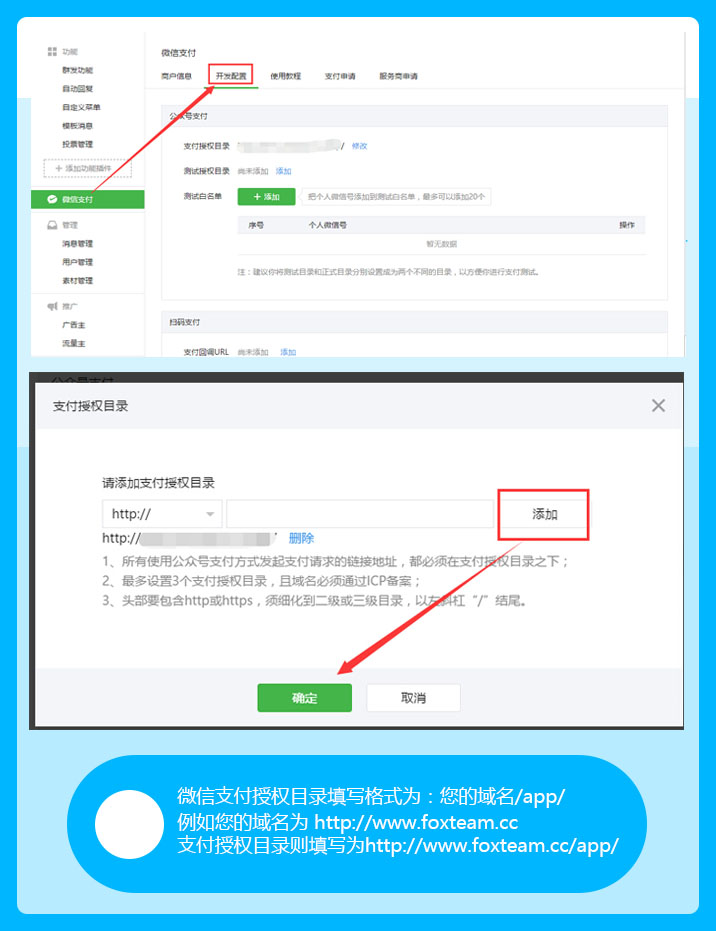 功能
群发功能
自动回复
自定义菜单
模板消息
投票管理
+ 添加功能插件
微信支付
管理
消息管理
用户管理
素材管理
推广
广告主
流量主
微信支付
商户信息 开发配置 使用教程 支付申请 服务商申请
公众号支付
支付授权目录 / 修改
测试授权目录 尚未添加 添加
测试白名单 + 添加 把个人微信号添加到测试白名单，最多可以添加20个
序号 个人微信号 操作
暂无数据
注：建议你将测试目录和正式目录分别设置成为两个不同的目录，以方便你进行支付测试。
扫码支付
支付回调URL 尚未添加 添加
公众号支付
支付授权目录
请添加支付授权目录
http:// 添加
http:// / 删除
1、所有使用公众号支付方式发起支付请求的链接地址，都必须在支付授权目录之下；
2、最多设置3个支付授权目录，且域名必须通过ICP备案；
3、头部要包含http或https，须细化到二级或三级目录，以左斜杠“/”结尾。
确定 取消
微信支付授权目录填写格式为：您的域名/app/
例如您的域名为 http://www.foxteam.cc
支付授权目录则填写为http://www.foxteam.cc/app/